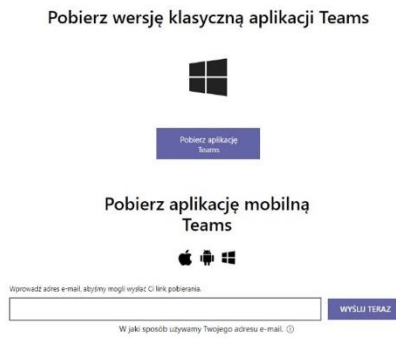 Pobierz wersję klasyczną aplikacji Teams
Pobierz aplikację
Teams
Pobierz aplikację mobilną
Teams
Wprowadź adres e-mail, abyśmy mogli wysłać Ci link pobierania.
WYŚLIJ TERAZ
W jaki sposób używamy Twojego adresu e-mail.